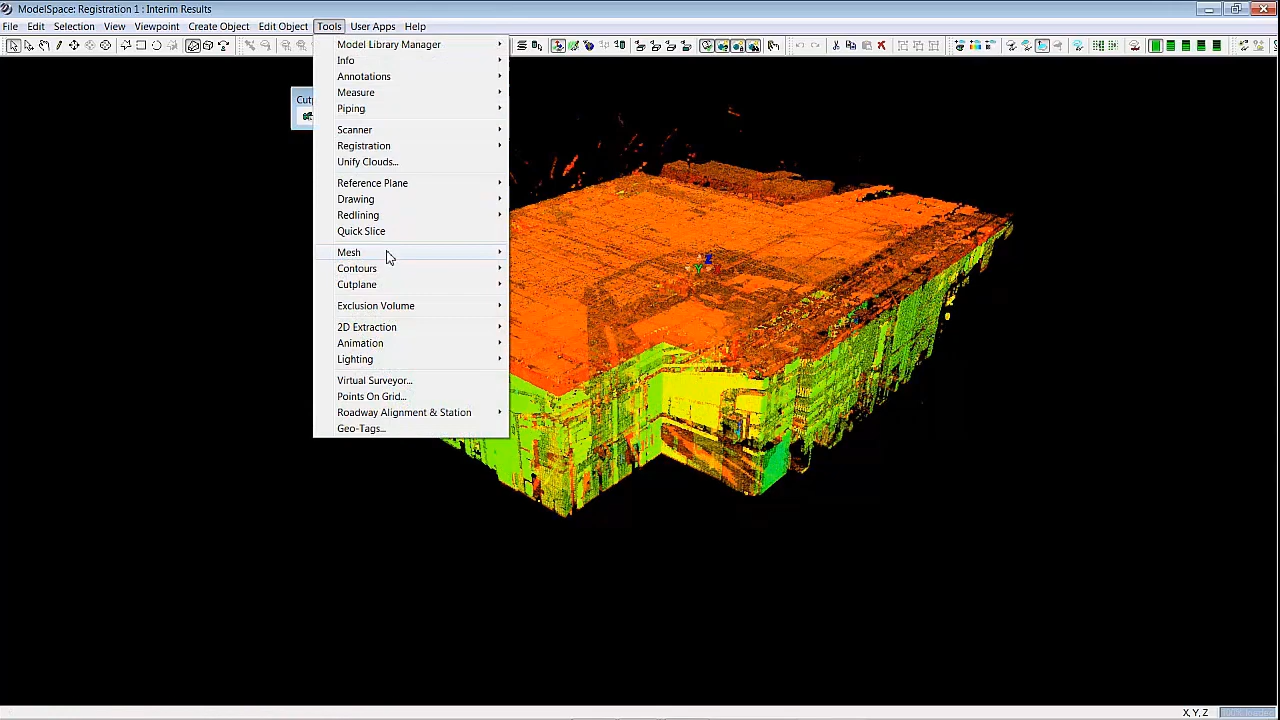 ModelSpace: Registration 1 : Interim Results
File Edit Selection View Viewpoint Create Object Edit Object Tools User Apps Help
Model Library Manager
Info
Annotations
Measure
Piping
Scanner
Registration
Unify Clouds...
Reference Plane
Drawing
Redlining
Quick Slice
Mesh
Contours
Cutplane
Exclusion Volume
2D Extraction
Animation
Lighting
Virtual Surveyor...
Points On Grid...
Roadway Alignment & Station
Geo-Tags...
Z
Y
X, Y, Z